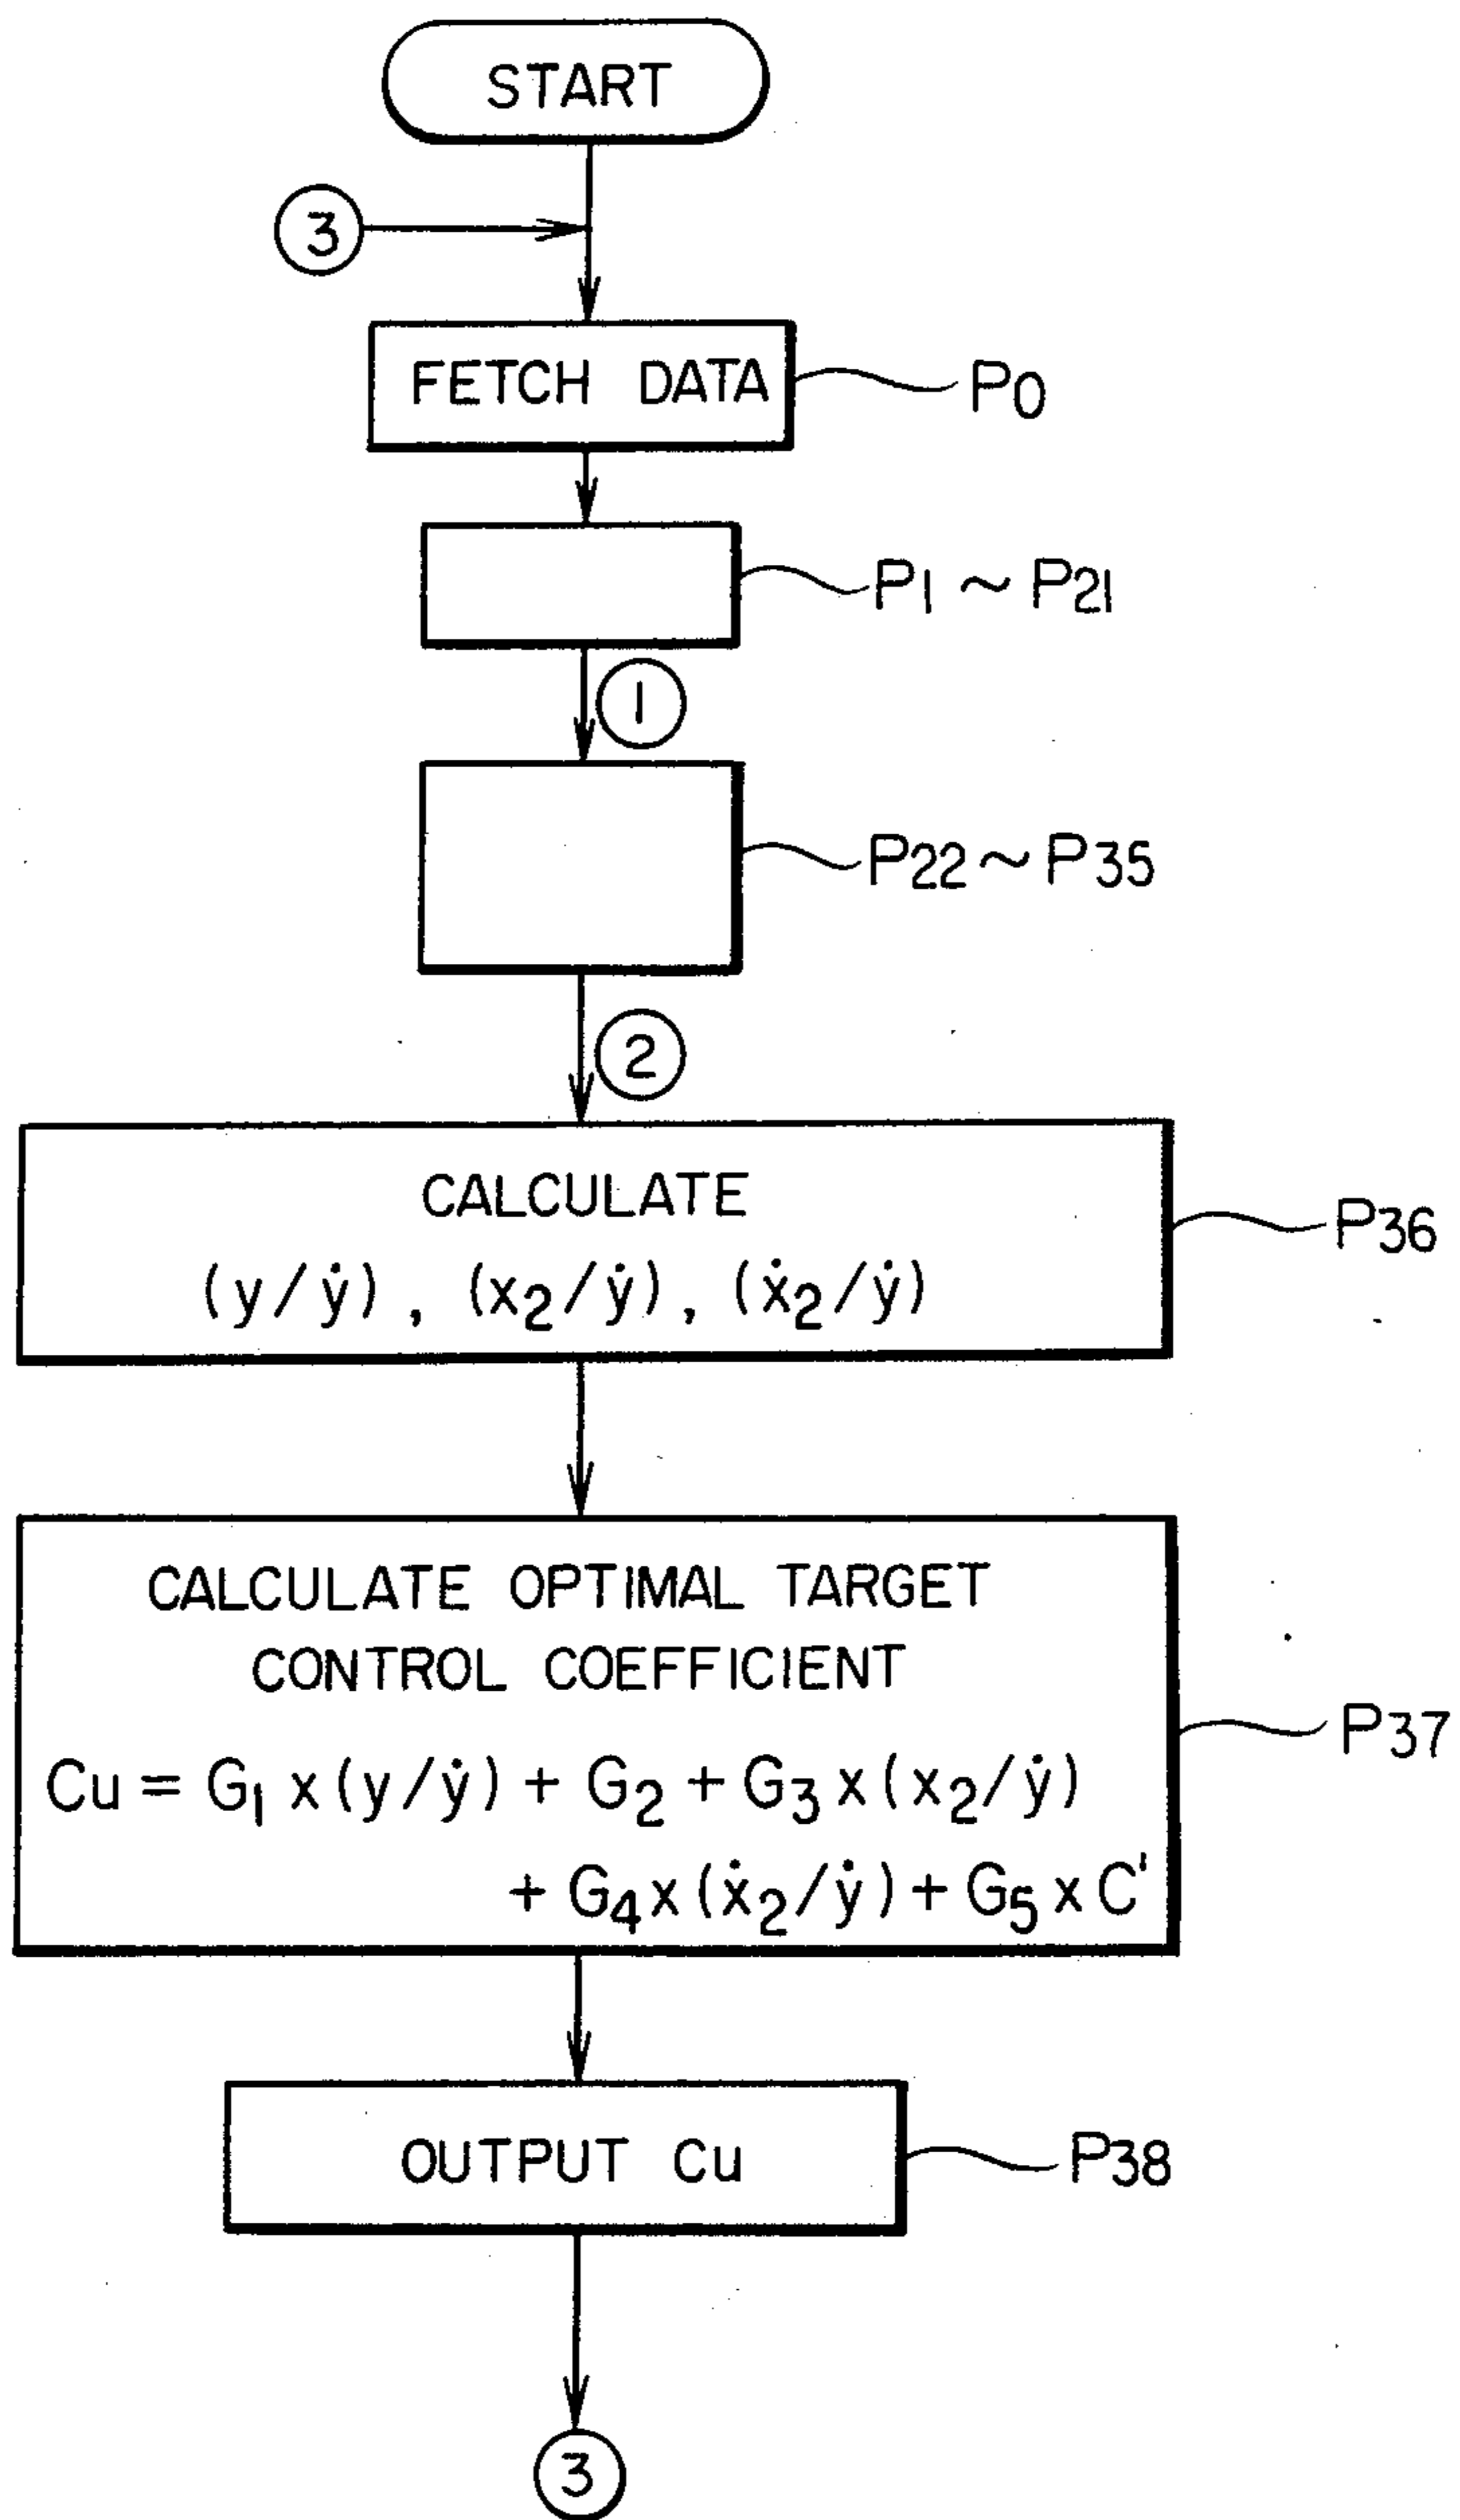 START
3
FETCH DATA
P0
P1 ~ P21
1
P22 ~ P35
2
CALCULATE
(y/ẏ), (x2/ẏ), (ẋ2/ẏ)
P36
CALCULATE OPTIMAL TARGET
CONTROL COEFFICIENT
Cu = G1 x (y/ẏ) + G2 + G3 x (x2/ẏ)
+ G4 x (ẋ2/ẏ) + G5 x C'
P37
OUTPUT Cu
P38
3